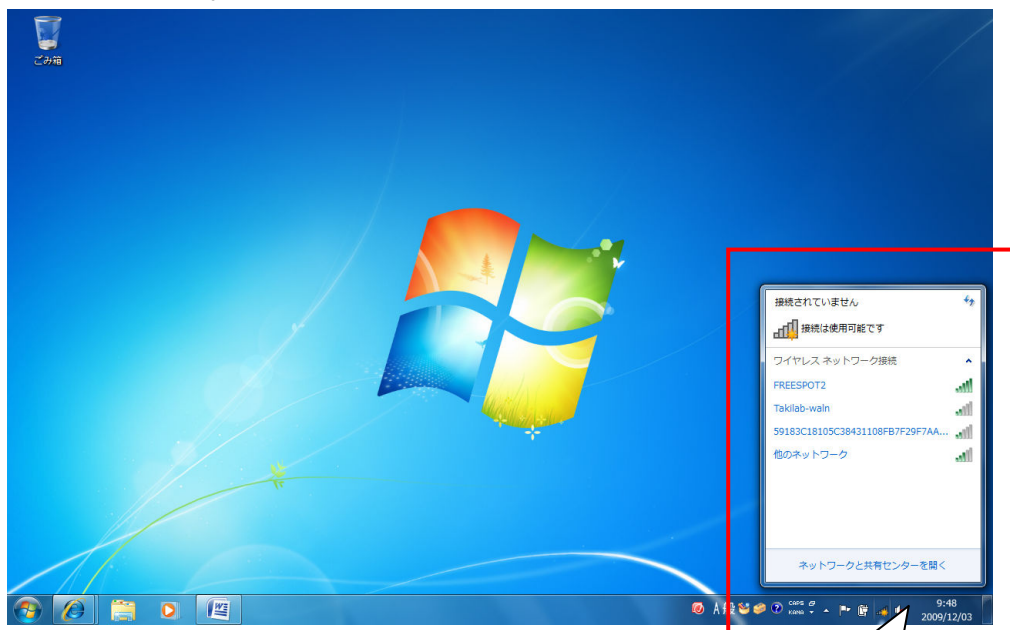 ごみ箱
接続されていません
接続は使用可能です
ワイヤレス ネットワーク接続
FREESPOT2
Takilab-waln
59183C18105C38431108FB7F29F7AA...
他のネットワーク
ネットワークと共有センターを開く
A 般
CAPS
KANA
9:48
2009/12/03